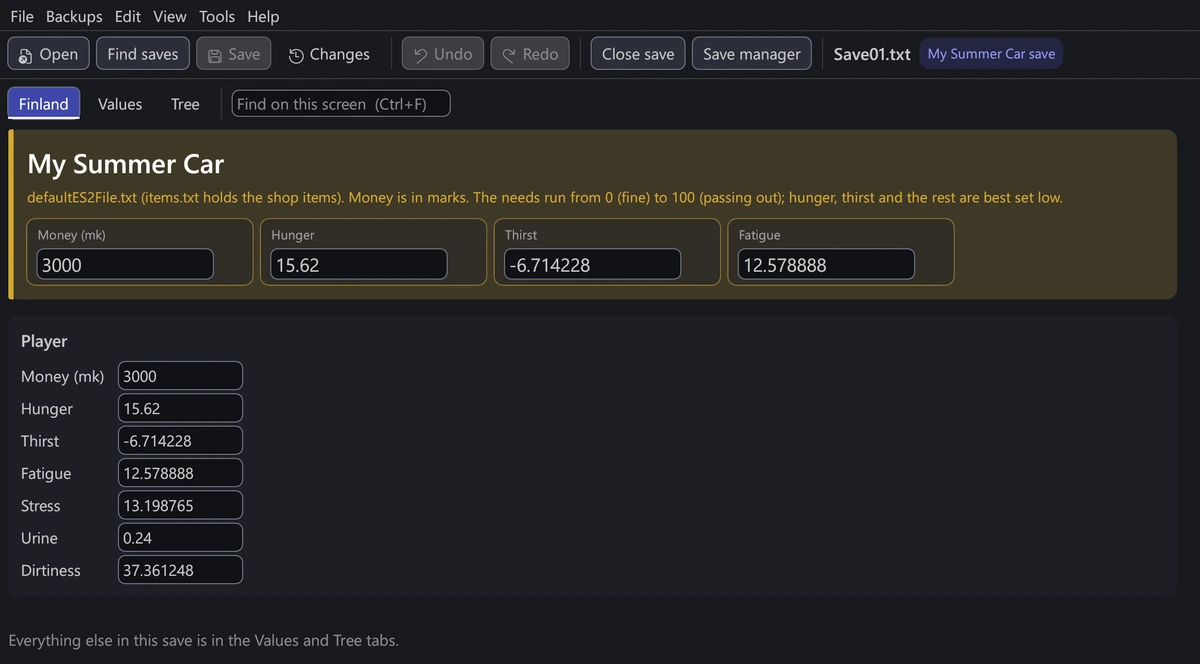 File Backups Edit View Tools Help
Open Find saves Save Changes Undo Redo Close save Save manager Save01.txt My Summer Car save
Finland Values Tree Find on this screen (Ctrl+F)
My Summer Car
defaultES2File.txt (items.txt holds the shop items). Money is in marks. The needs run from 0 (fine) to 100 (passing out); hunger, thirst and the rest are best set low.
Money (mk) Hunger Thirst Fatigue
3000 15.62 -6.714228 12.578888
Player
Money (mk) 3000
Hunger 15.62
Thirst -6.714228
Fatigue 12.578888
Stress 13.198765
Urine 0.24
Dirtiness 37.361248
Everything else in this save is in the Values and Tree tabs.